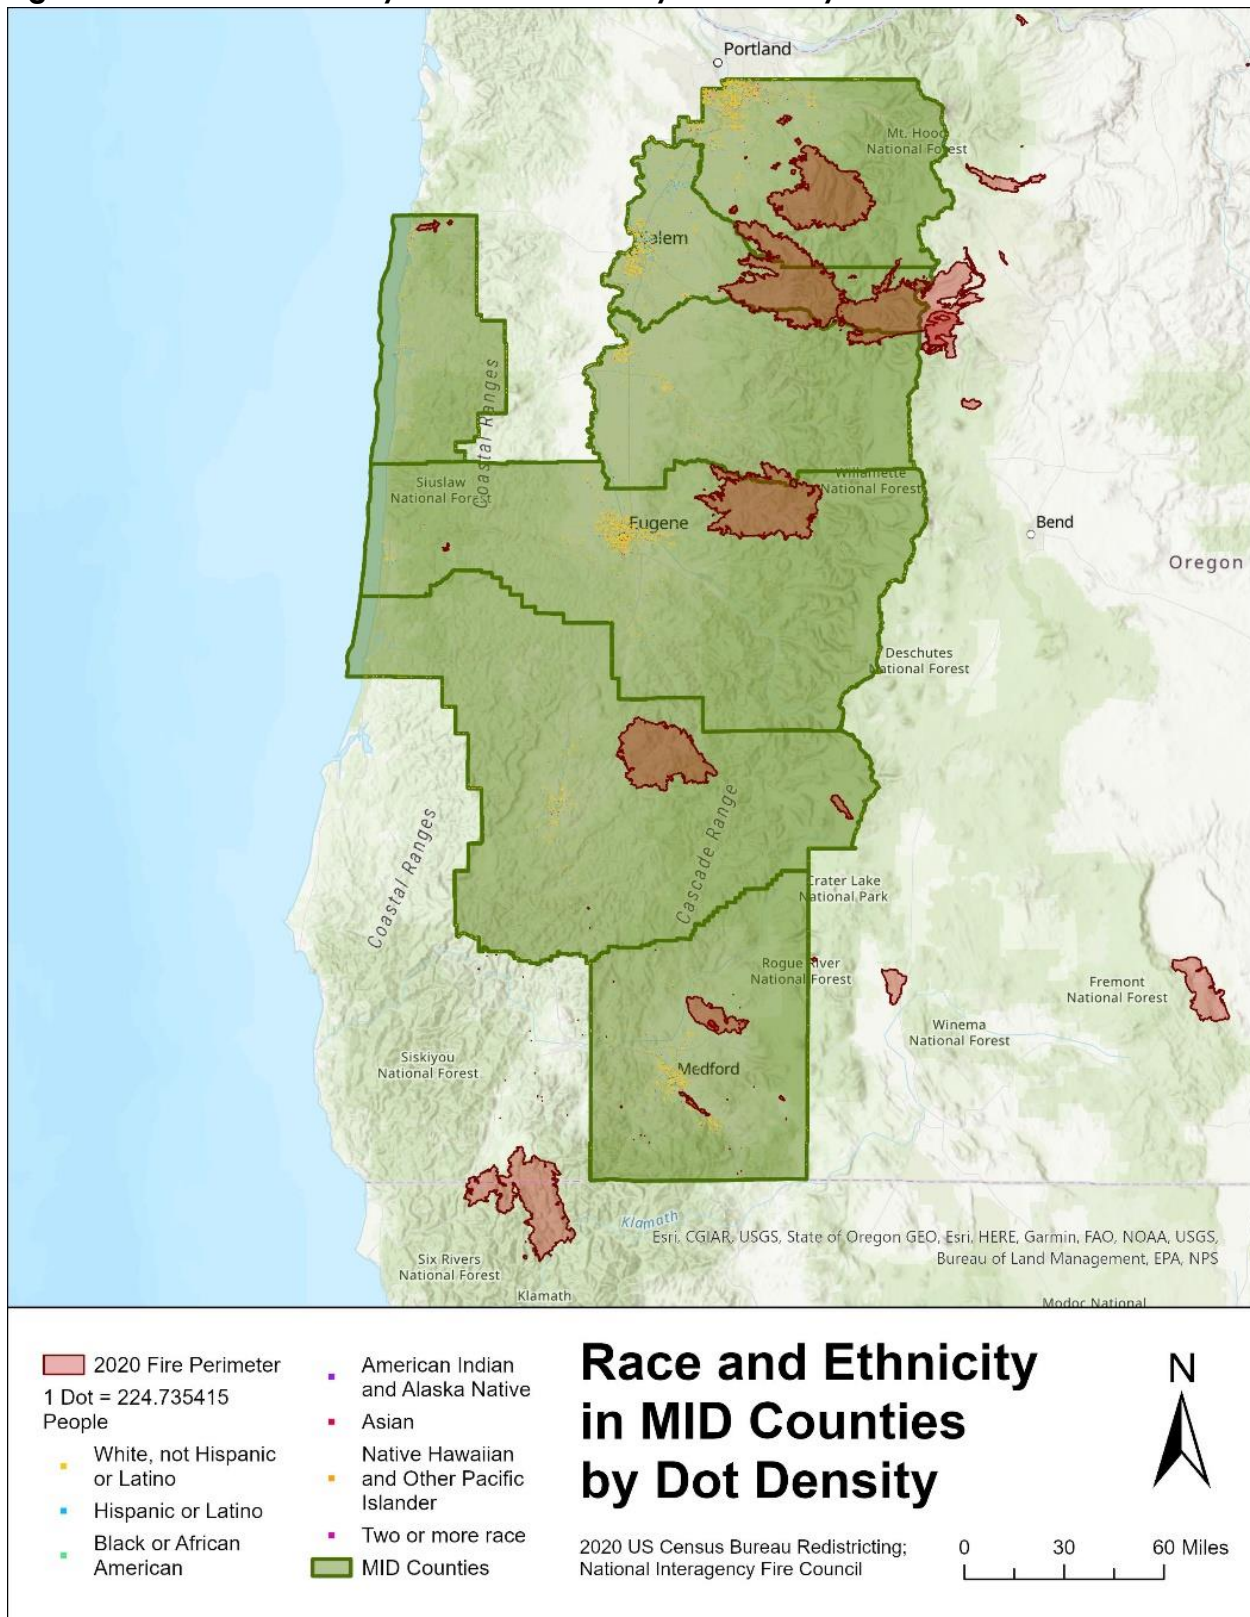 Portland
Mt. Hood
National Forest
Salem
Coastal Ranges
Siuslaw
National Forest
Willamette
National Forest
Eugene
Bend
Oregon
Deschutes
National Forest
Coastal Ranges
Cascade Range
Crater Lake
National Park
Rogue River
National Forest
Fremont
National Forest
Winema
National Forest
Siskiyou
National Forest
Medford
Klamath
Esri, CGIAR, USGS, State of Oregon GEO, Esri, HERE, Garmin, FAO, NOAA, USGS,
Bureau of Land Management, EPA, NPS
Six Rivers
National Forest
Klamath
Modoc National
2020 Fire Perimeter
1 Dot = 224.735415
People
White, not Hispanic
or Latino
Hispanic or Latino
Black or African
American
American Indian
and Alaska Native
Asian
Native Hawaiian
and Other Pacific
Islander
Two or more race
MID Counties
Race and Ethnicity
in MID Counties
by Dot Density
2020 US Census Bureau Redistricting;
National Interagency Fire Council
N
0 30 60 Miles